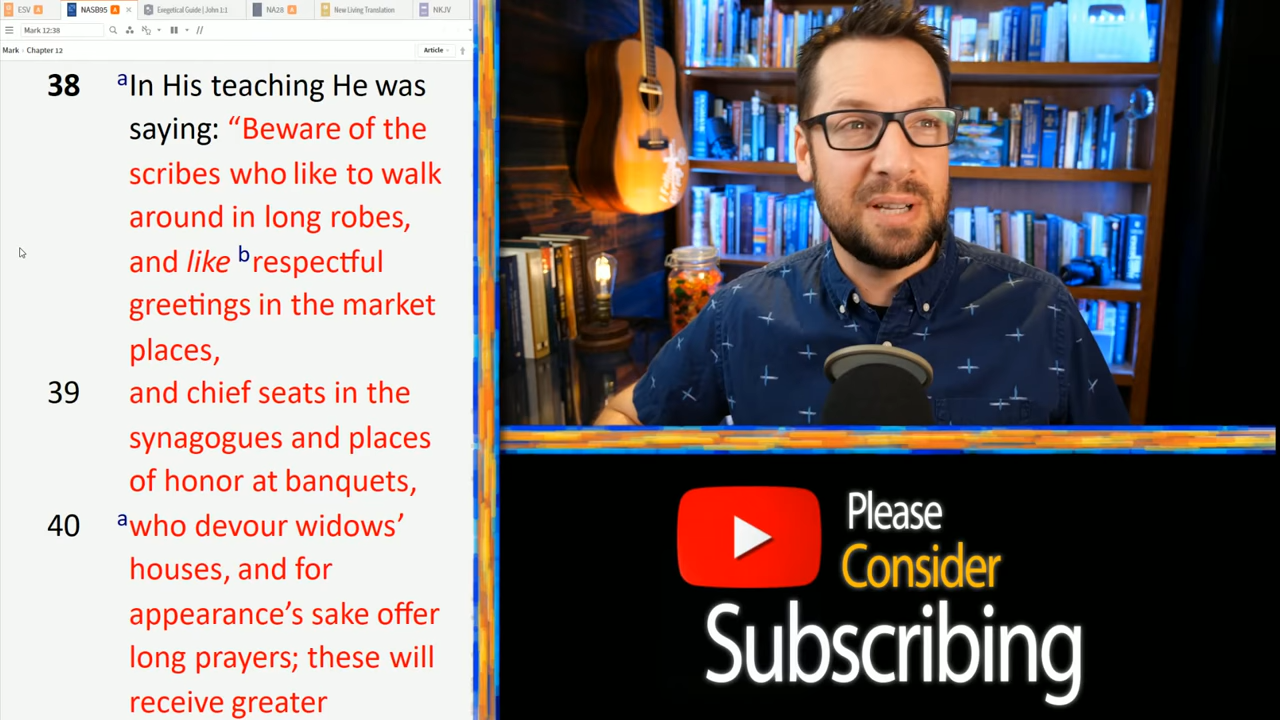 ESV A NASB95 A Exegetical Guide | John 1:1 NA28 A New Living Translation NKJV
Mark 12:38
Mark › Chapter 12 Article
38 aIn His teaching He was
saying: “Beware of the
scribes who like to walk
around in long robes,
and like brespectful
greetings in the market
places,
39 and chief seats in the
synagogues and places
of honor at banquets,
40 awho devour widows’
houses, and for
appearance’s sake offer
long prayers; these will
receive greater
Please
Consider
Subscribing